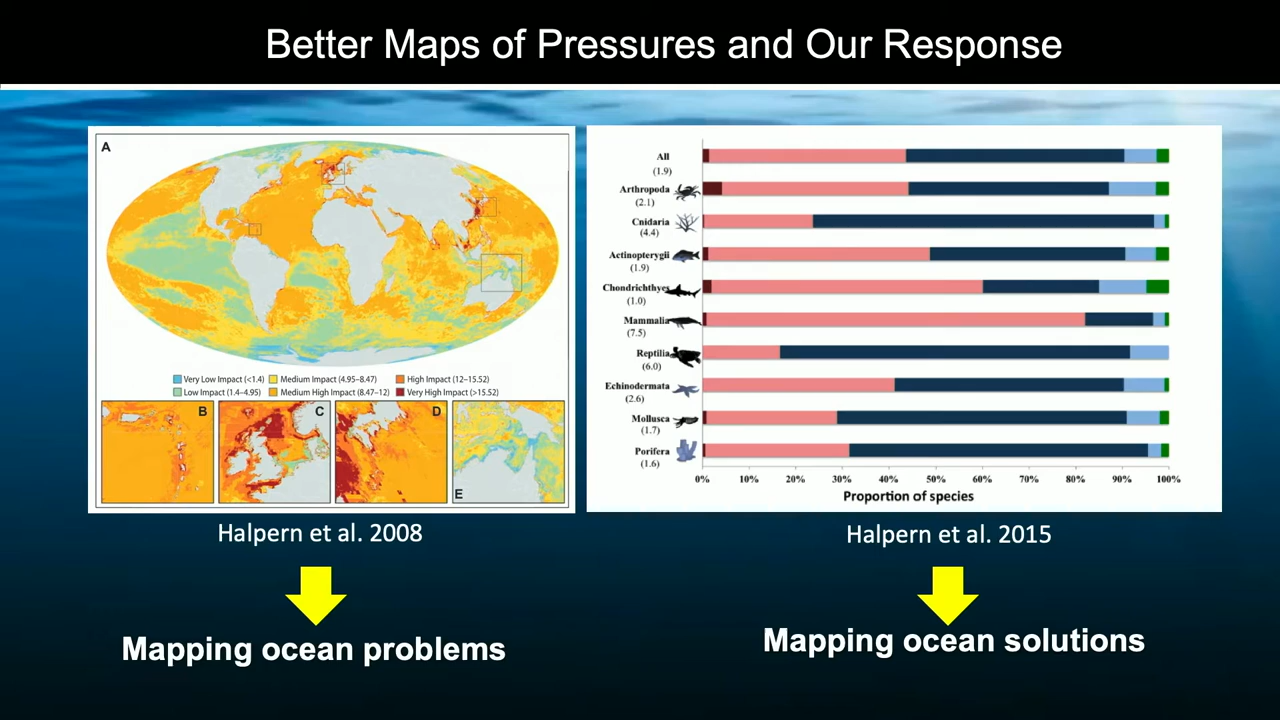 Better Maps of Pressures and Our Response
A
Very Low Impact (<1.4)
Medium Impact (4.95–8.47)
High Impact (12–15.52)
Low Impact (1.4–4.95)
Medium High Impact (8.47–12)
Very High Impact (>15.52)
B
C
D
E
Halpern et al. 2008
Mapping ocean problems
All
(1.9)
Arthropoda
(2.1)
Cnidaria
(4.4)
Actinopterygii
(1.9)
Chondrichthyes
(1.0)
Mammalia
(7.5)
Reptilia
(6.0)
Echinodermata
(2.6)
Mollusca
(1.7)
Porifera
(1.6)
0% 10% 20% 30% 40% 50% 60% 70% 80% 90% 100%
Proportion of species
Halpern et al. 2015
Mapping ocean solutions